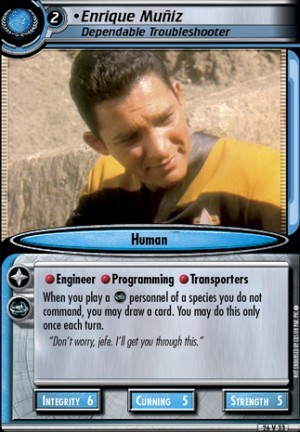 2 •Enrique Muñiz
Dependable Troubleshooter
Human
Engineer Programming Transporters
When you play a personnel of a species you do not
command, you may draw a card. You may do this only
once each turn.
"Don't worry, jefe. I'll get you through this."
INTEGRITY 6 CUNNING 5 STRENGTH 5